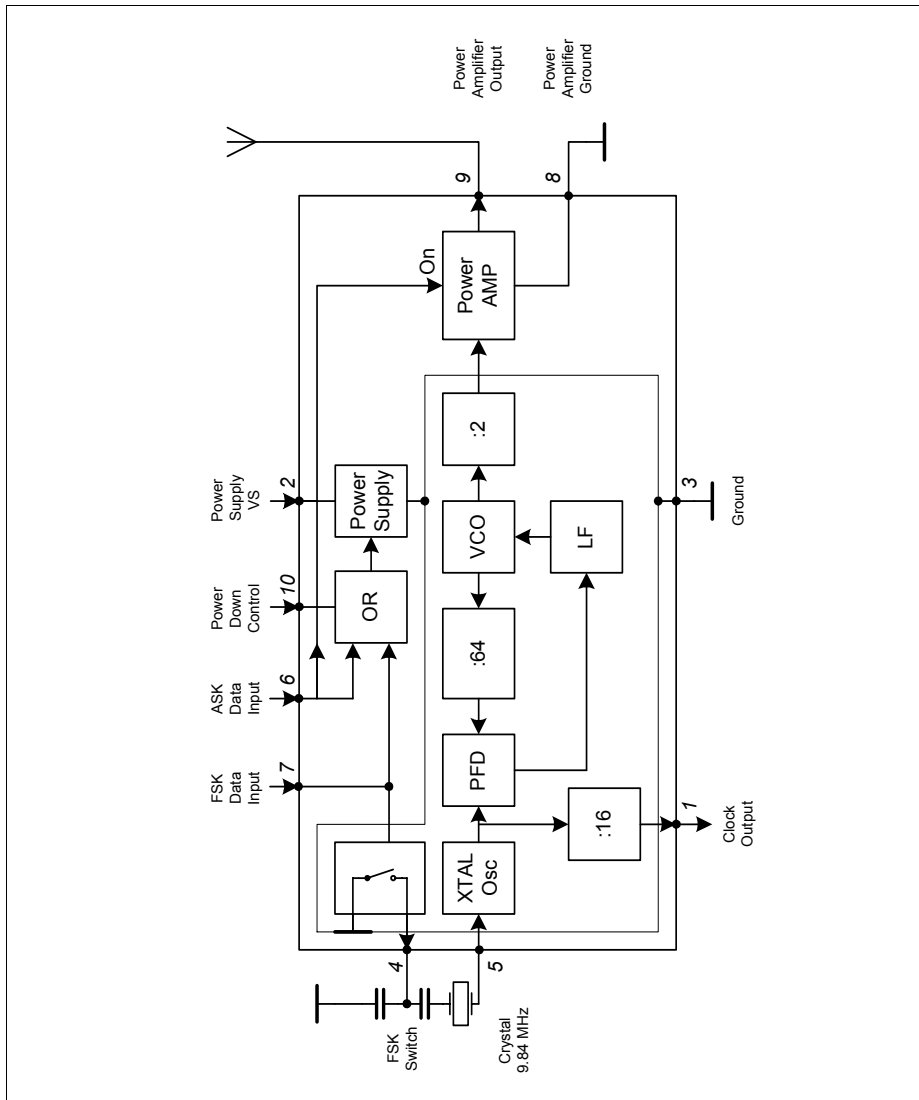 Power
Amplifier
Output
Power
Amplifier
Ground
9
8
On
Power
AMP
Power
Supply
VS
2
Power
Supply
:2
3
Ground
Power
Down
Control
10
OR
VCO
LF
ASK
Data
Input
6
:64
FSK
Data
Input
7
PFD
:16
1
Clock
Output
XTAL
Osc
4
5
FSK
Switch
Crystal
9.84 MHz